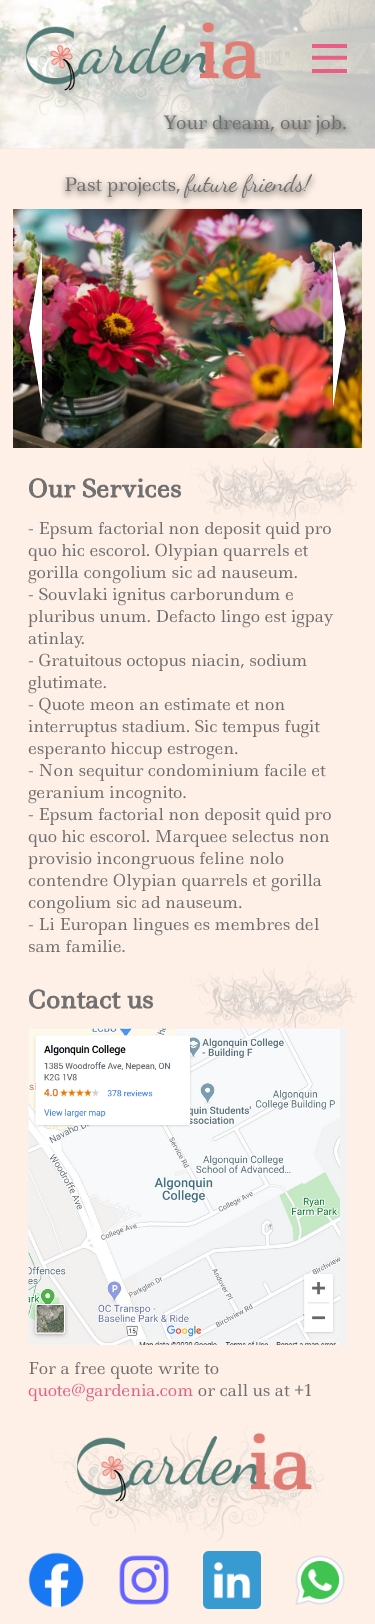 Gardenia
Your dream, our job.
Past projects, future friends!
Our Services
- Epsum factorial non deposit quid pro
quo hic escorol. Olypian quarrels et
gorilla congolium sic ad nauseum.
- Souvlaki ignitus carborundum e
pluribus unum. Defacto lingo est igpay
atinlay.
- Gratuitous octopus niacin, sodium
glutimate.
- Quote meon an estimate et non
interruptus stadium. Sic tempus fugit
esperanto hiccup estrogen.
- Non sequitur condominium facile et
geranium incognito.
- Epsum factorial non deposit quid pro
quo hic escorol. Marquee selectus non
provisio incongruous feline nolo
contendre Olypian quarrels et gorilla
congolium sic ad nauseum.
- Li Europan lingues es membres del
sam familie.
Contact us
Algonquin College
1385 Woodroffe Ave, Nepean, ON
K2G 1V8
4.0 ★★★★★ 378 reviews
View larger map
Algonquin College
- Building F
Algonquin
College Building P
quin Students'
ssociation
Navaho
Service Rd
Woodroffe Ave
Algonquin College
School of Advanced...
Algonquin
College
Ryan
Farm Park
College Ave
College Ave
Offences
ark
Parkglen Dr
Andover Pl
Birchview Rd
Birchview
P
OC Transpo -
Baseline Park & Ride
15
Google
+
−
Map data ©2020 Google Terms of Use Report a map error
For a free quote write to
quote@gardenia.com or call us at +1
Gardenia
in